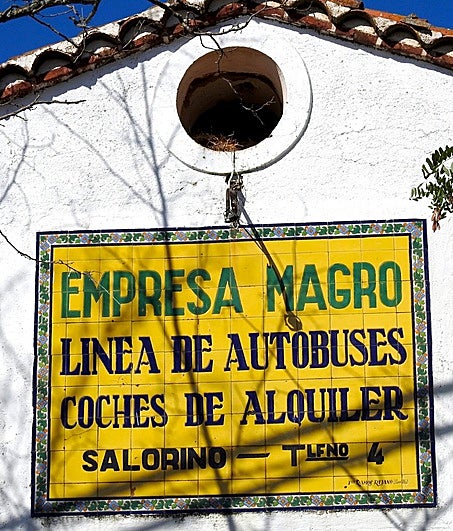 EMPRESA MAGRO
LINEA DE AUTOBUSES
COCHES DE ALQUILER
SALORINO — TLFNO 4